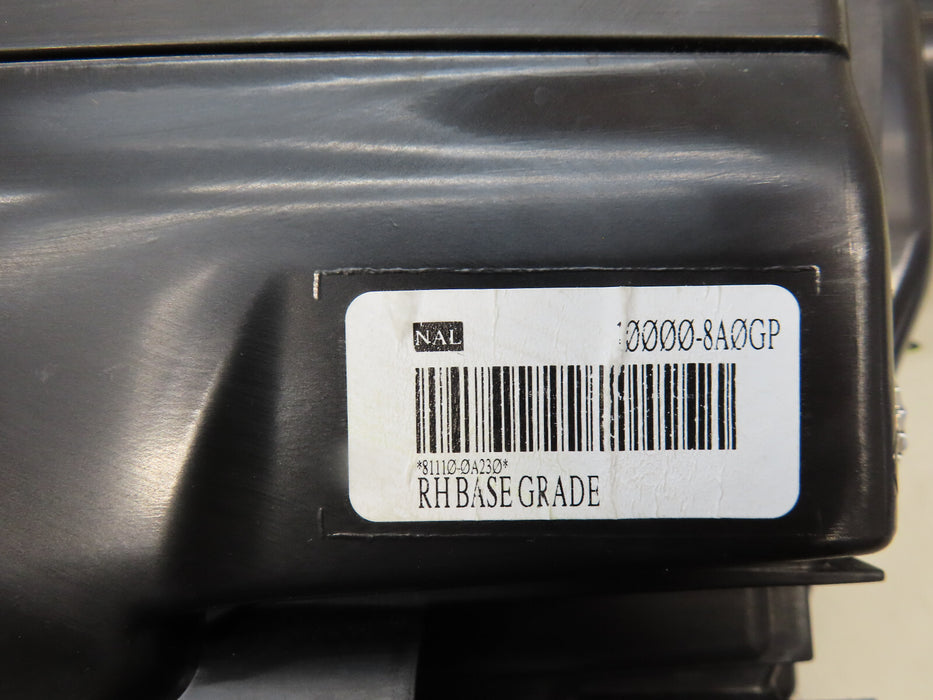 NAL 10000-8A0GP
*81110-0A230*
RH BASE GRADE